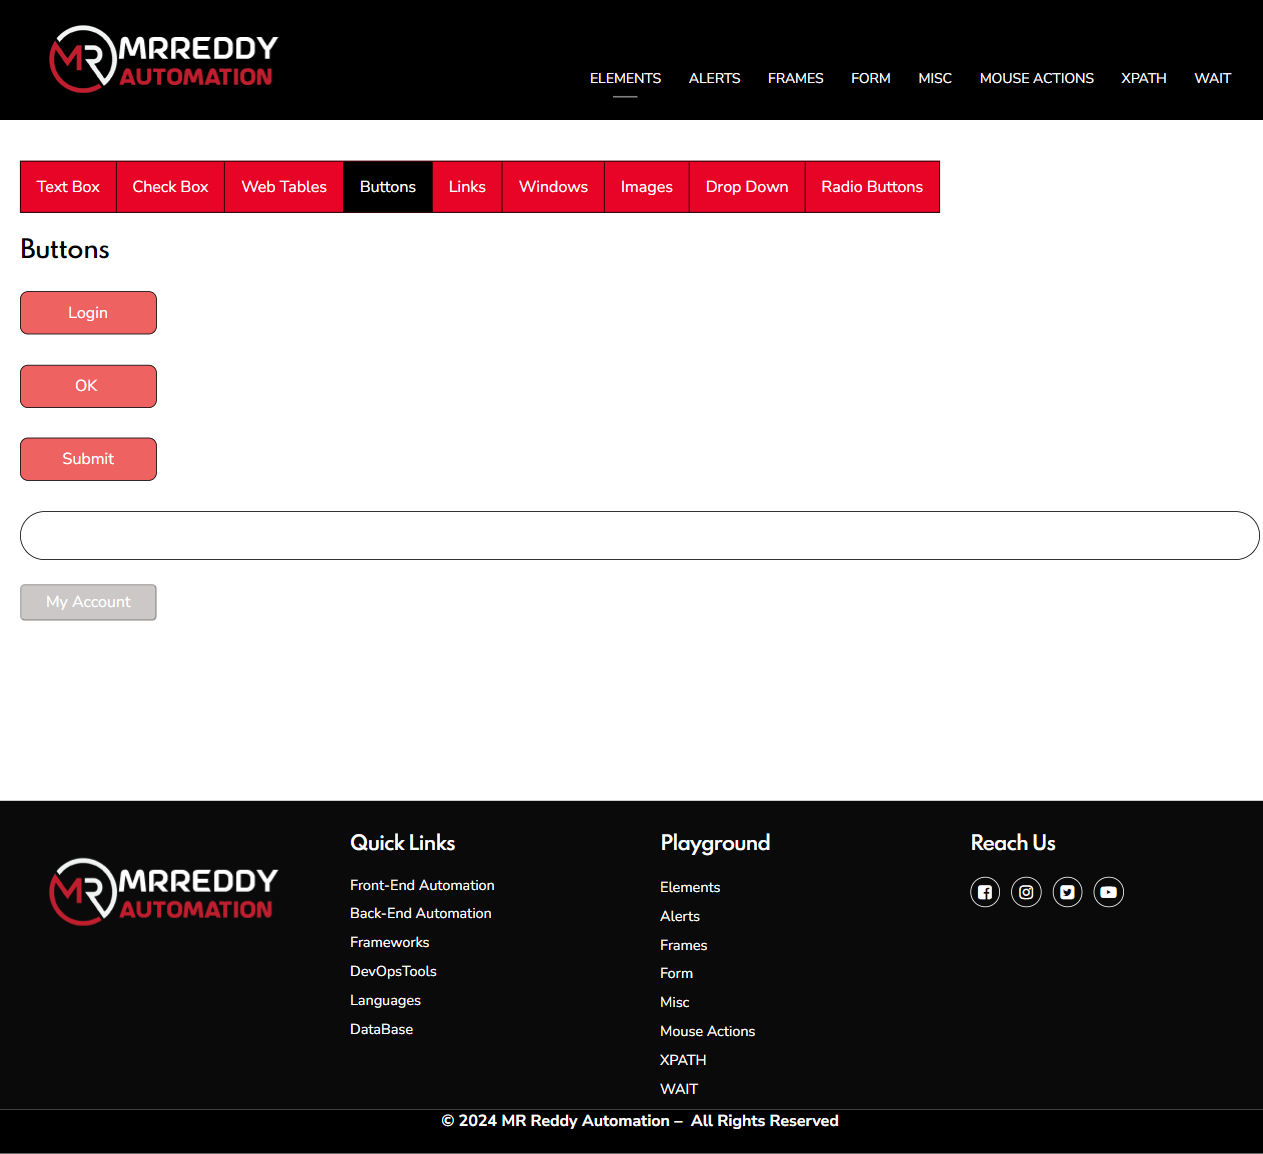 MRREDDY
AUTOMATION
ELEMENTS ALERTS FRAMES FORM MISC MOUSE ACTIONS XPATH WAIT
Text Box Check Box Web Tables Buttons Links Windows Images Drop Down Radio Buttons
Buttons
Login
OK
Submit
My Account
MRREDDY
AUTOMATION
Quick Links
Front-End Automation
Back-End Automation
Frameworks
DevOpsTools
Languages
DataBase
Playground
Elements
Alerts
Frames
Form
Misc
Mouse Actions
XPATH
WAIT
Reach Us
© 2024 MR Reddy Automation – All Rights Reserved